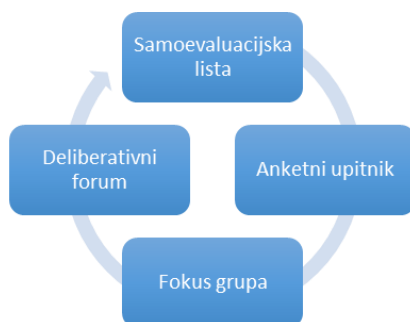 Samoevaluacijska
lista
Anketni upitnik
Fokus grupa
Deliberativni
forum